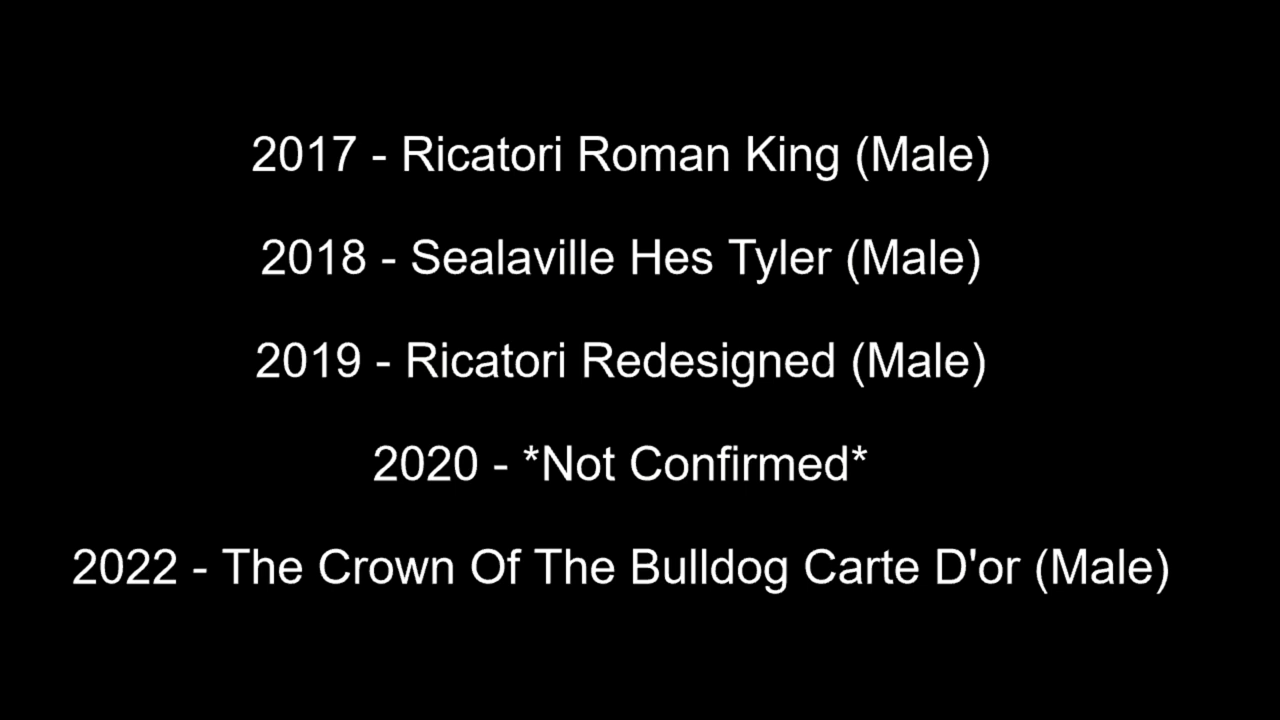 2017 - Ricatori Roman King (Male)
2018 - Sealaville Hes Tyler (Male)
2019 - Ricatori Redesigned (Male)
2020 - *Not Confirmed*
2022 - The Crown Of The Bulldog Carte D'or (Male)